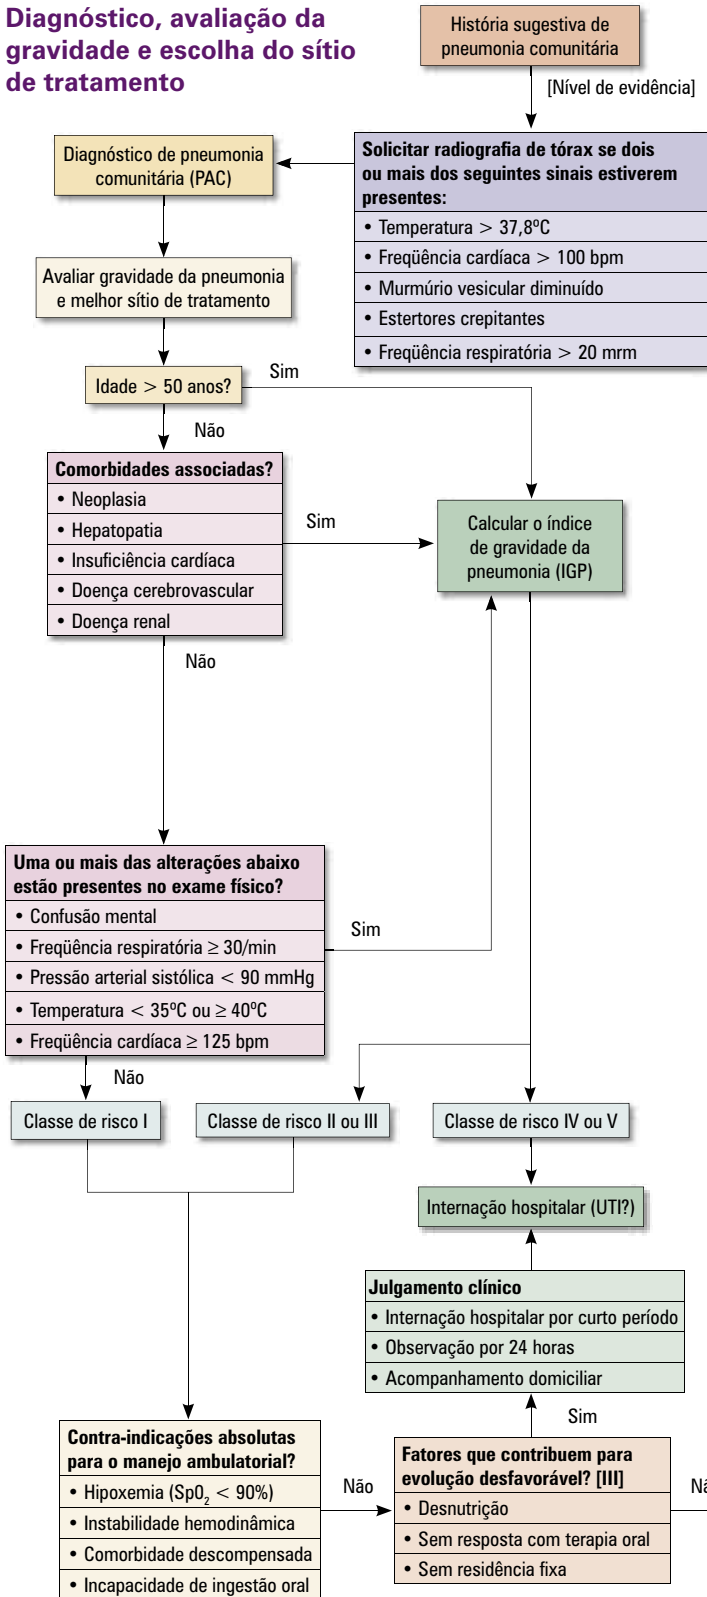 Diagnóstico, avaliação da
gravidade e escolha do sítio
de tratamento
História sugestiva de
pneumonia comunitária
[Nível de evidência]
Solicitar radiografia de tórax se dois
ou mais dos seguintes sinais estiverem
presentes:
• Temperatura > 37,8ºC
• Freqüência cardíaca > 100 bpm
• Murmúrio vesicular diminuído
• Estertores crepitantes
• Freqüência respiratória > 20 mrm
Diagnóstico de pneumonia
comunitária (PAC)
Avaliar gravidade da pneumonia
e melhor sítio de tratamento
Idade > 50 anos?
Sim
Não
Comorbidades associadas?
• Neoplasia
• Hepatopatia
• Insuficiência cardíaca
• Doença cerebrovascular
• Doença renal
Sim
Calcular o índice
de gravidade da
pneumonia (IGP)
Não
Uma ou mais das alterações abaixo
estão presentes no exame físico?
• Confusão mental
• Freqüência respiratória ≥ 30/min
• Pressão arterial sistólica < 90 mmHg
• Temperatura < 35ºC ou ≥ 40ºC
• Freqüência cardíaca ≥ 125 bpm
Sim
Não
Classe de risco I
Classe de risco II ou III
Classe de risco IV ou V
Internação hospitalar (UTI?)
Julgamento clínico
• Internação hospitalar por curto período
• Observação por 24 horas
• Acompanhamento domiciliar
Sim
Contra-indicações absolutas
para o manejo ambulatorial?
• Hipoxemia (Sp0₂ < 90%)
• Instabilidade hemodinâmica
• Comorbidade descompensada
• Incapacidade de ingestão oral
Não
Fatores que contribuem para
evolução desfavorável? [III]
• Desnutrição
• Sem resposta com terapia oral
• Sem residência fixa